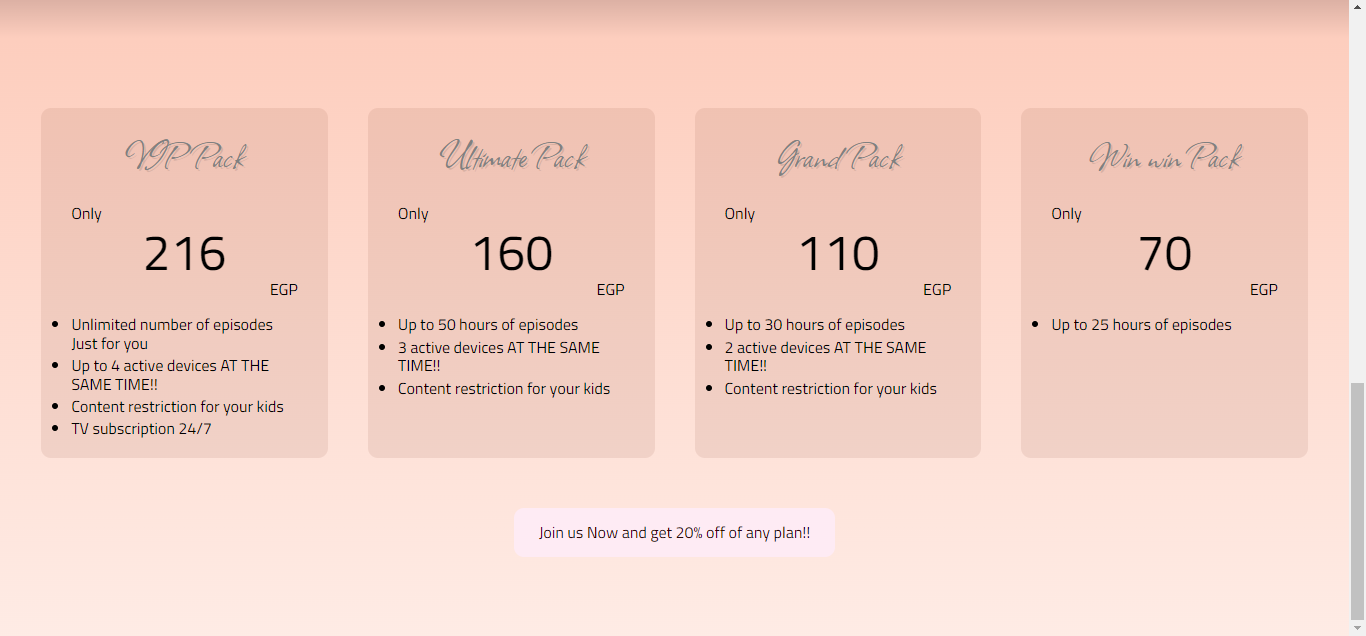 VIP Pack
Only
216
EGP
Unlimited number of episodes
Just for you
Up to 4 active devices AT THE
SAME TIME!!
Content restriction for your kids
TV subscription 24/7
Ultimate Pack
Only
160
EGP
Up to 50 hours of episodes
3 active devices AT THE SAME
TIME!!
Content restriction for your kids
Grand Pack
Only
110
EGP
Up to 30 hours of episodes
2 active devices AT THE SAME
TIME!!
Content restriction for your kids
Win win Pack
Only
70
EGP
Up to 25 hours of episodes
Join us Now and get 20% off of any plan!!